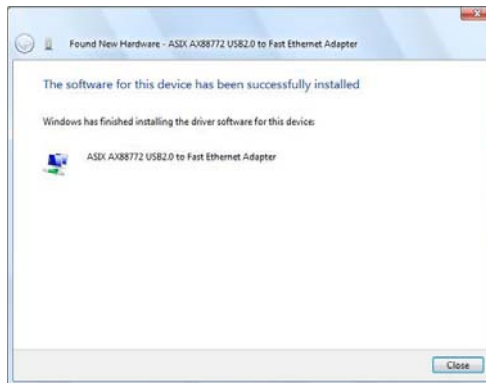 Found New Hardware - ASIX AX88772 USB2.0 to Fast Ethernet Adapter
The software for this device has been successfully installed
Windows has finished installing the driver software for this device:
ASIX AX88772 USB2.0 to Fast Ethernet Adapter
Close